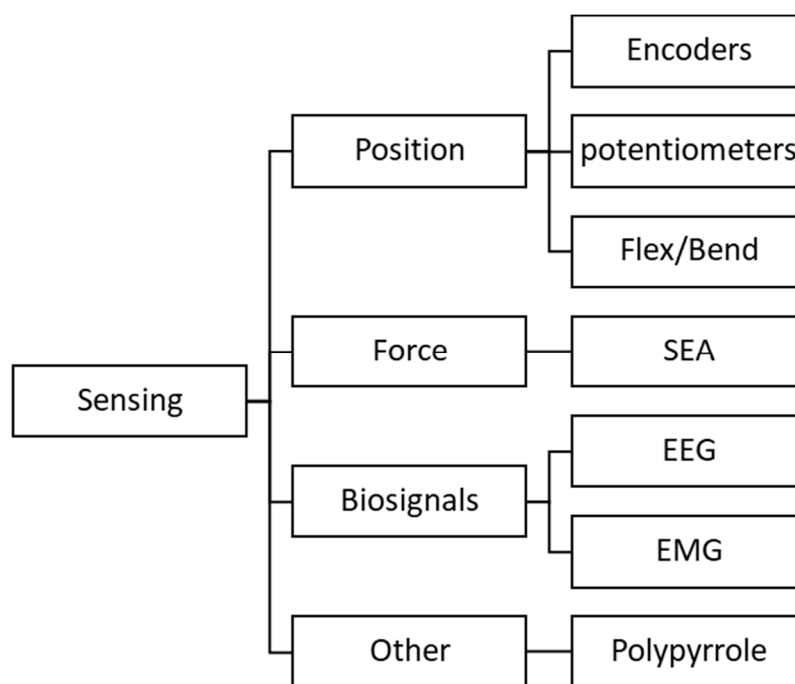 Sensing
Position
Encoders
potentiometers
Flex/Bend
Force
SEA
Biosignals
EEG
EMG
Other
Polypyrrole